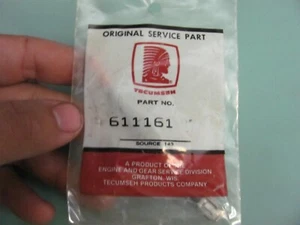 ORIGINAL SERVICE PART
TECUMSEH
PART NO.
611161
SOURCE 143
A PRODUCT OF THE
ENGINE AND GEAR SERVICE DIVISION
GRAFTON, WIS.
TECUMSEH PRODUCTS COMPANY